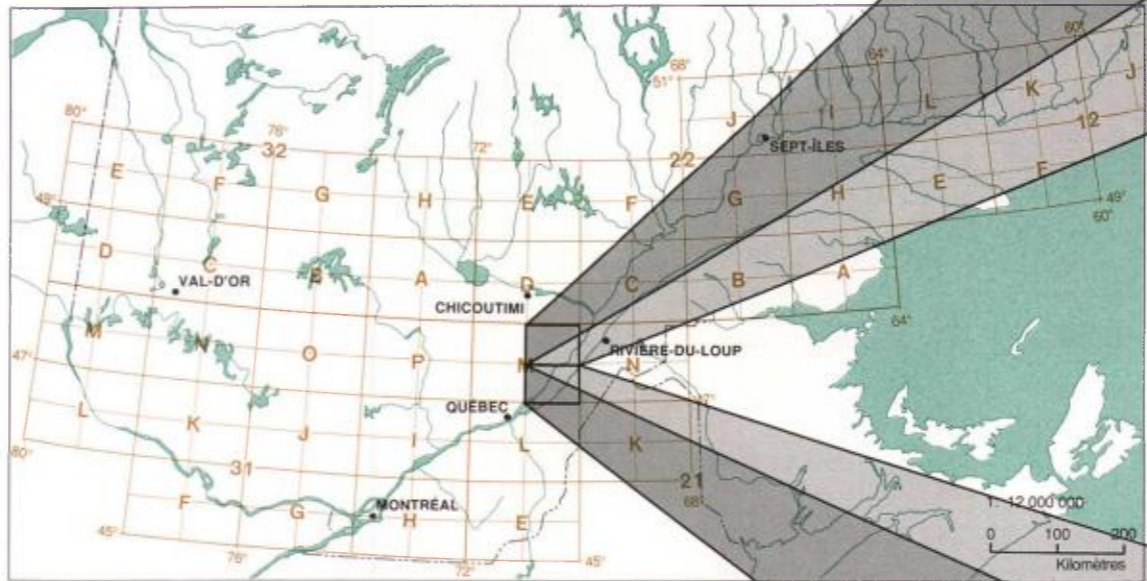 60°
68°
64°
51°
J
I
L
K
J
12
80°
76°
32
72°
22
SEPT-ÎLES
E
F
G
H
E
F
G
H
E
F
49°
49°
60°
D
C
B
A
D
C
B
A
VAL-D'OR
CHICOUTIMI
64°
M
N
O
P
M
N
RIVIÈRE-DU-LOUP
47°
47°
QUÉBEC
L
K
J
I
L
K
80°
31
21
68°
F
G
MONTRÉAL
H
E
1: 12 000 000
45°
76°
72°
45°
0 100 200
Kilomètres